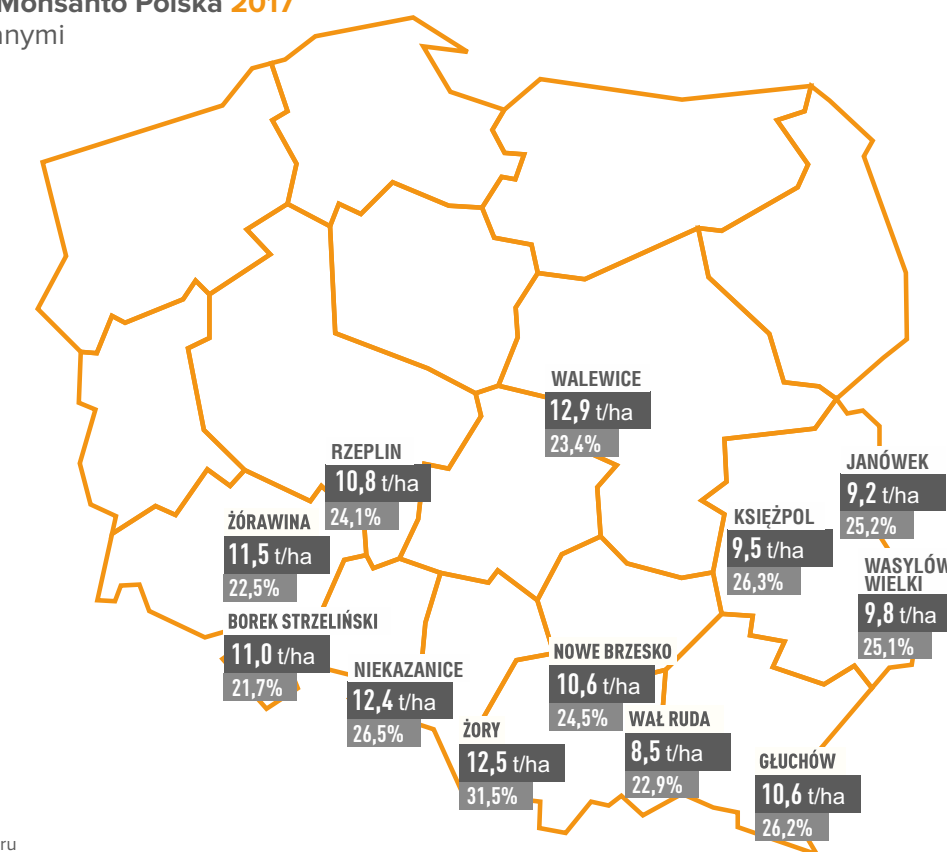 Monsanto Polska 2017
nnymi
WALEWICE
12,9 t/ha
23,4%
RZEPLIN
10,8 t/ha
24,1%
JANÓWEK
9,2 t/ha
25,2%
ŻÓRAWINA
11,5 t/ha
22,5%
KSIĘŻPOL
9,5 t/ha
26,3%
WASYLÓW
WIELKI
9,8 t/ha
25,1%
BOREK STRZELIŃSKI
11,0 t/ha
21,7%
NIEKAZANICE
12,4 t/ha
26,5%
NOWE BRZESKO
10,6 t/ha
24,5%
WAŁ RUDA
8,5 t/ha
22,9%
ŻORY
12,5 t/ha
31,5%
GŁUCHÓW
10,6 t/ha
26,2%
ru